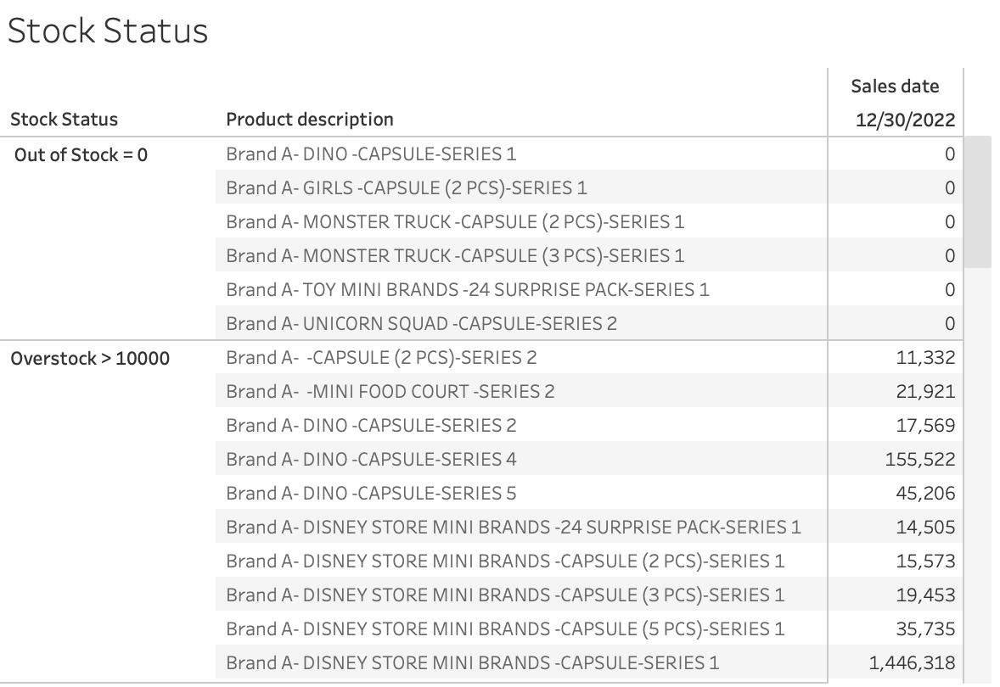 Stock Status
Sales date
Stock Status Product description 12/30/2022
Out of Stock = 0 Brand A- DINO -CAPSULE-SERIES 1 0
Brand A- GIRLS -CAPSULE (2 PCS)-SERIES 1 0
Brand A- MONSTER TRUCK -CAPSULE (2 PCS)-SERIES 1 0
Brand A- MONSTER TRUCK -CAPSULE (3 PCS)-SERIES 1 0
Brand A- TOY MINI BRANDS -24 SURPRISE PACK-SERIES 1 0
Brand A- UNICORN SQUAD -CAPSULE-SERIES 2 0
Overstock > 10000 Brand A-  -CAPSULE (2 PCS)-SERIES 2 11,332
Brand A-  -MINI FOOD COURT -SERIES 2 21,921
Brand A- DINO -CAPSULE-SERIES 2 17,569
Brand A- DINO -CAPSULE-SERIES 4 155,522
Brand A- DINO -CAPSULE-SERIES 5 45,206
Brand A- DISNEY STORE MINI BRANDS -24 SURPRISE PACK-SERIES 1 14,505
Brand A- DISNEY STORE MINI BRANDS -CAPSULE (2 PCS)-SERIES 1 15,573
Brand A- DISNEY STORE MINI BRANDS -CAPSULE (3 PCS)-SERIES 1 19,453
Brand A- DISNEY STORE MINI BRANDS -CAPSULE (5 PCS)-SERIES 1 35,735
Brand A- DISNEY STORE MINI BRANDS -CAPSULE-SERIES 1 1,446,318